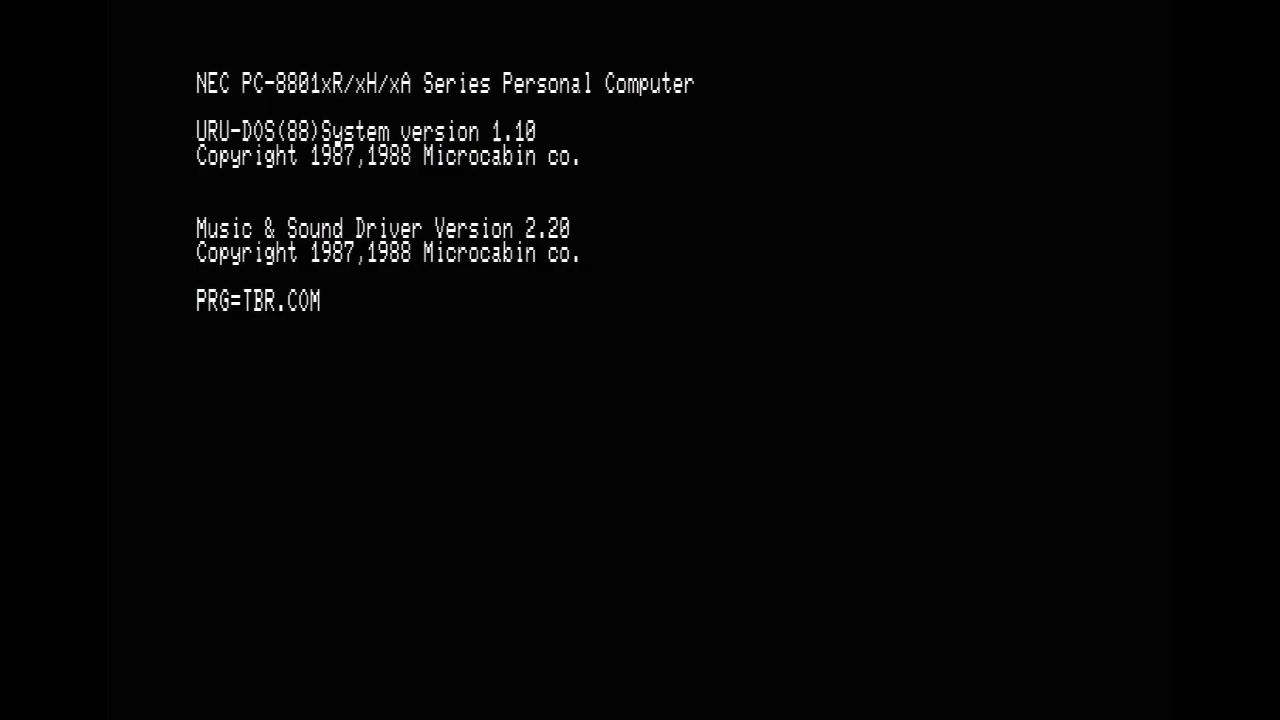 NEC PC-8801xR/xH/xA Series Personal Computer
URU-DOS(88)System version 1.10
Copyright 1987,1988 Microcabin co.
Music & Sound Driver Version 2.20
Copyright 1987,1988 Microcabin co.
PRG=TBR.COM